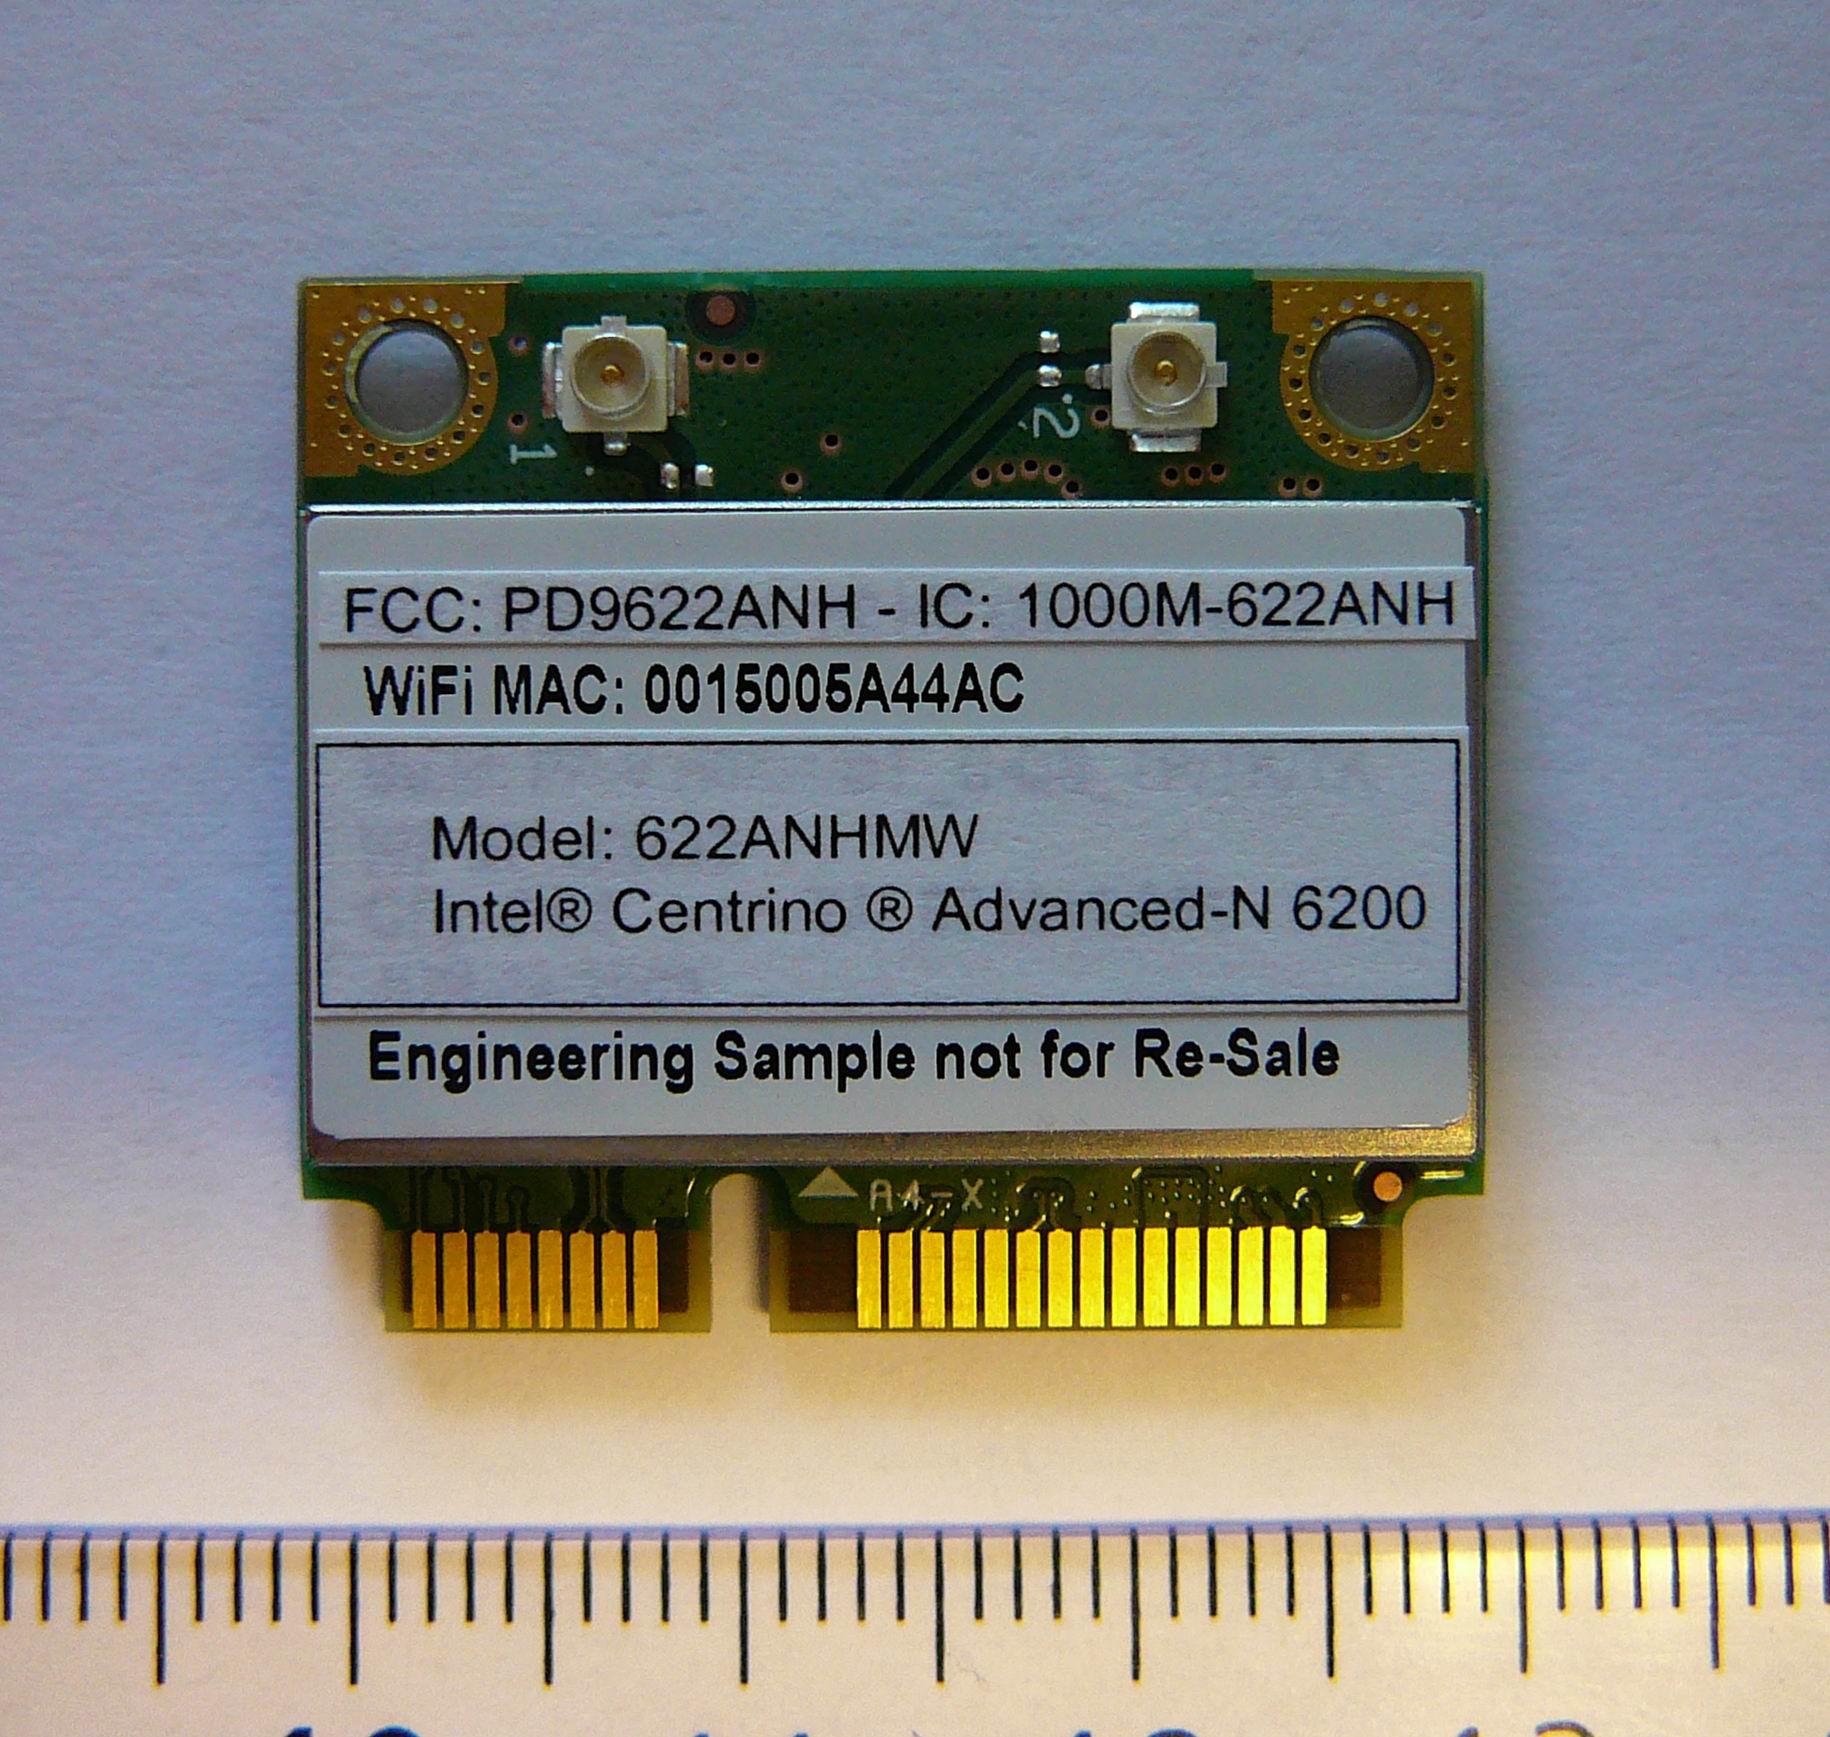 1
2
FCC: PD9622ANH - IC: 1000M-622ANH
WiFi MAC: 0015005A44AC
Model: 622ANHMW
Intel® Centrino ® Advanced-N 6200
Engineering Sample not for Re-Sale
A4-X